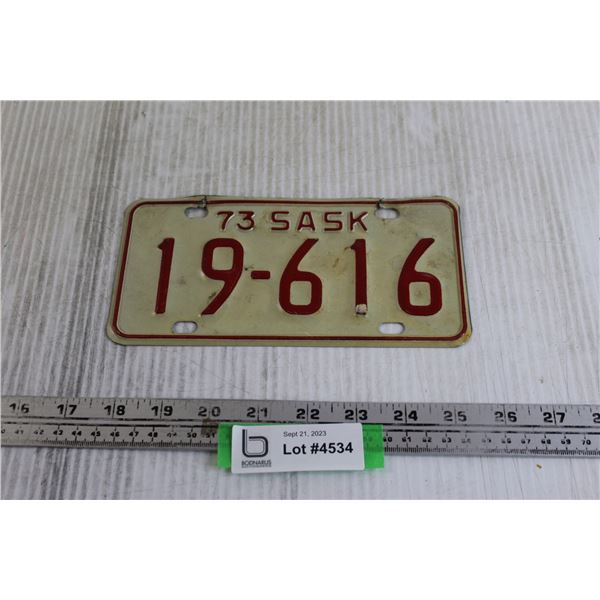 73 SASK
19-616
16 17 18 19 20 21 22 23 24 25 26 27
Sept 21, 2023
Lot #4534
b
BODNARUS